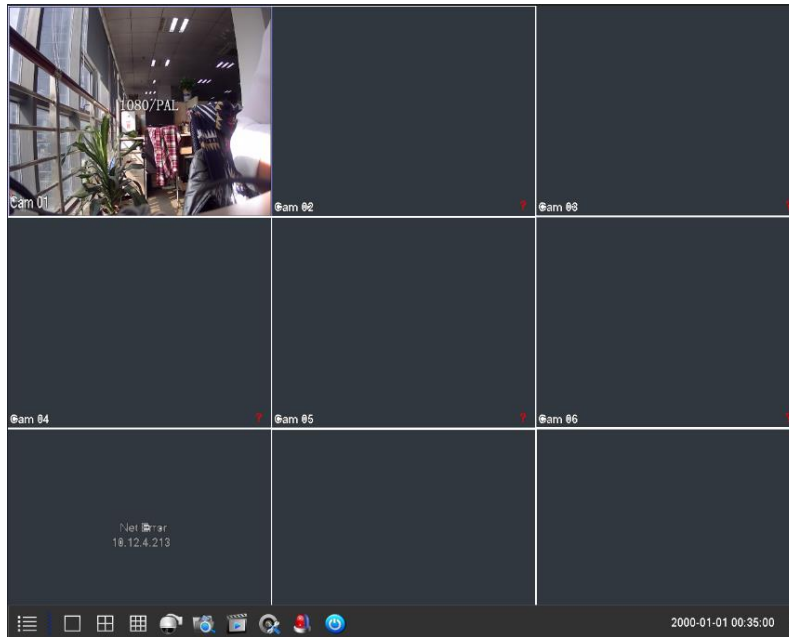 1080/PAL
Cam 01
Cam 02
?
Cam 03
?
Cam 04
?
Cam 05
?
Cam 06
?
Net Error
10.12.4.213
2000-01-01 00:35:00